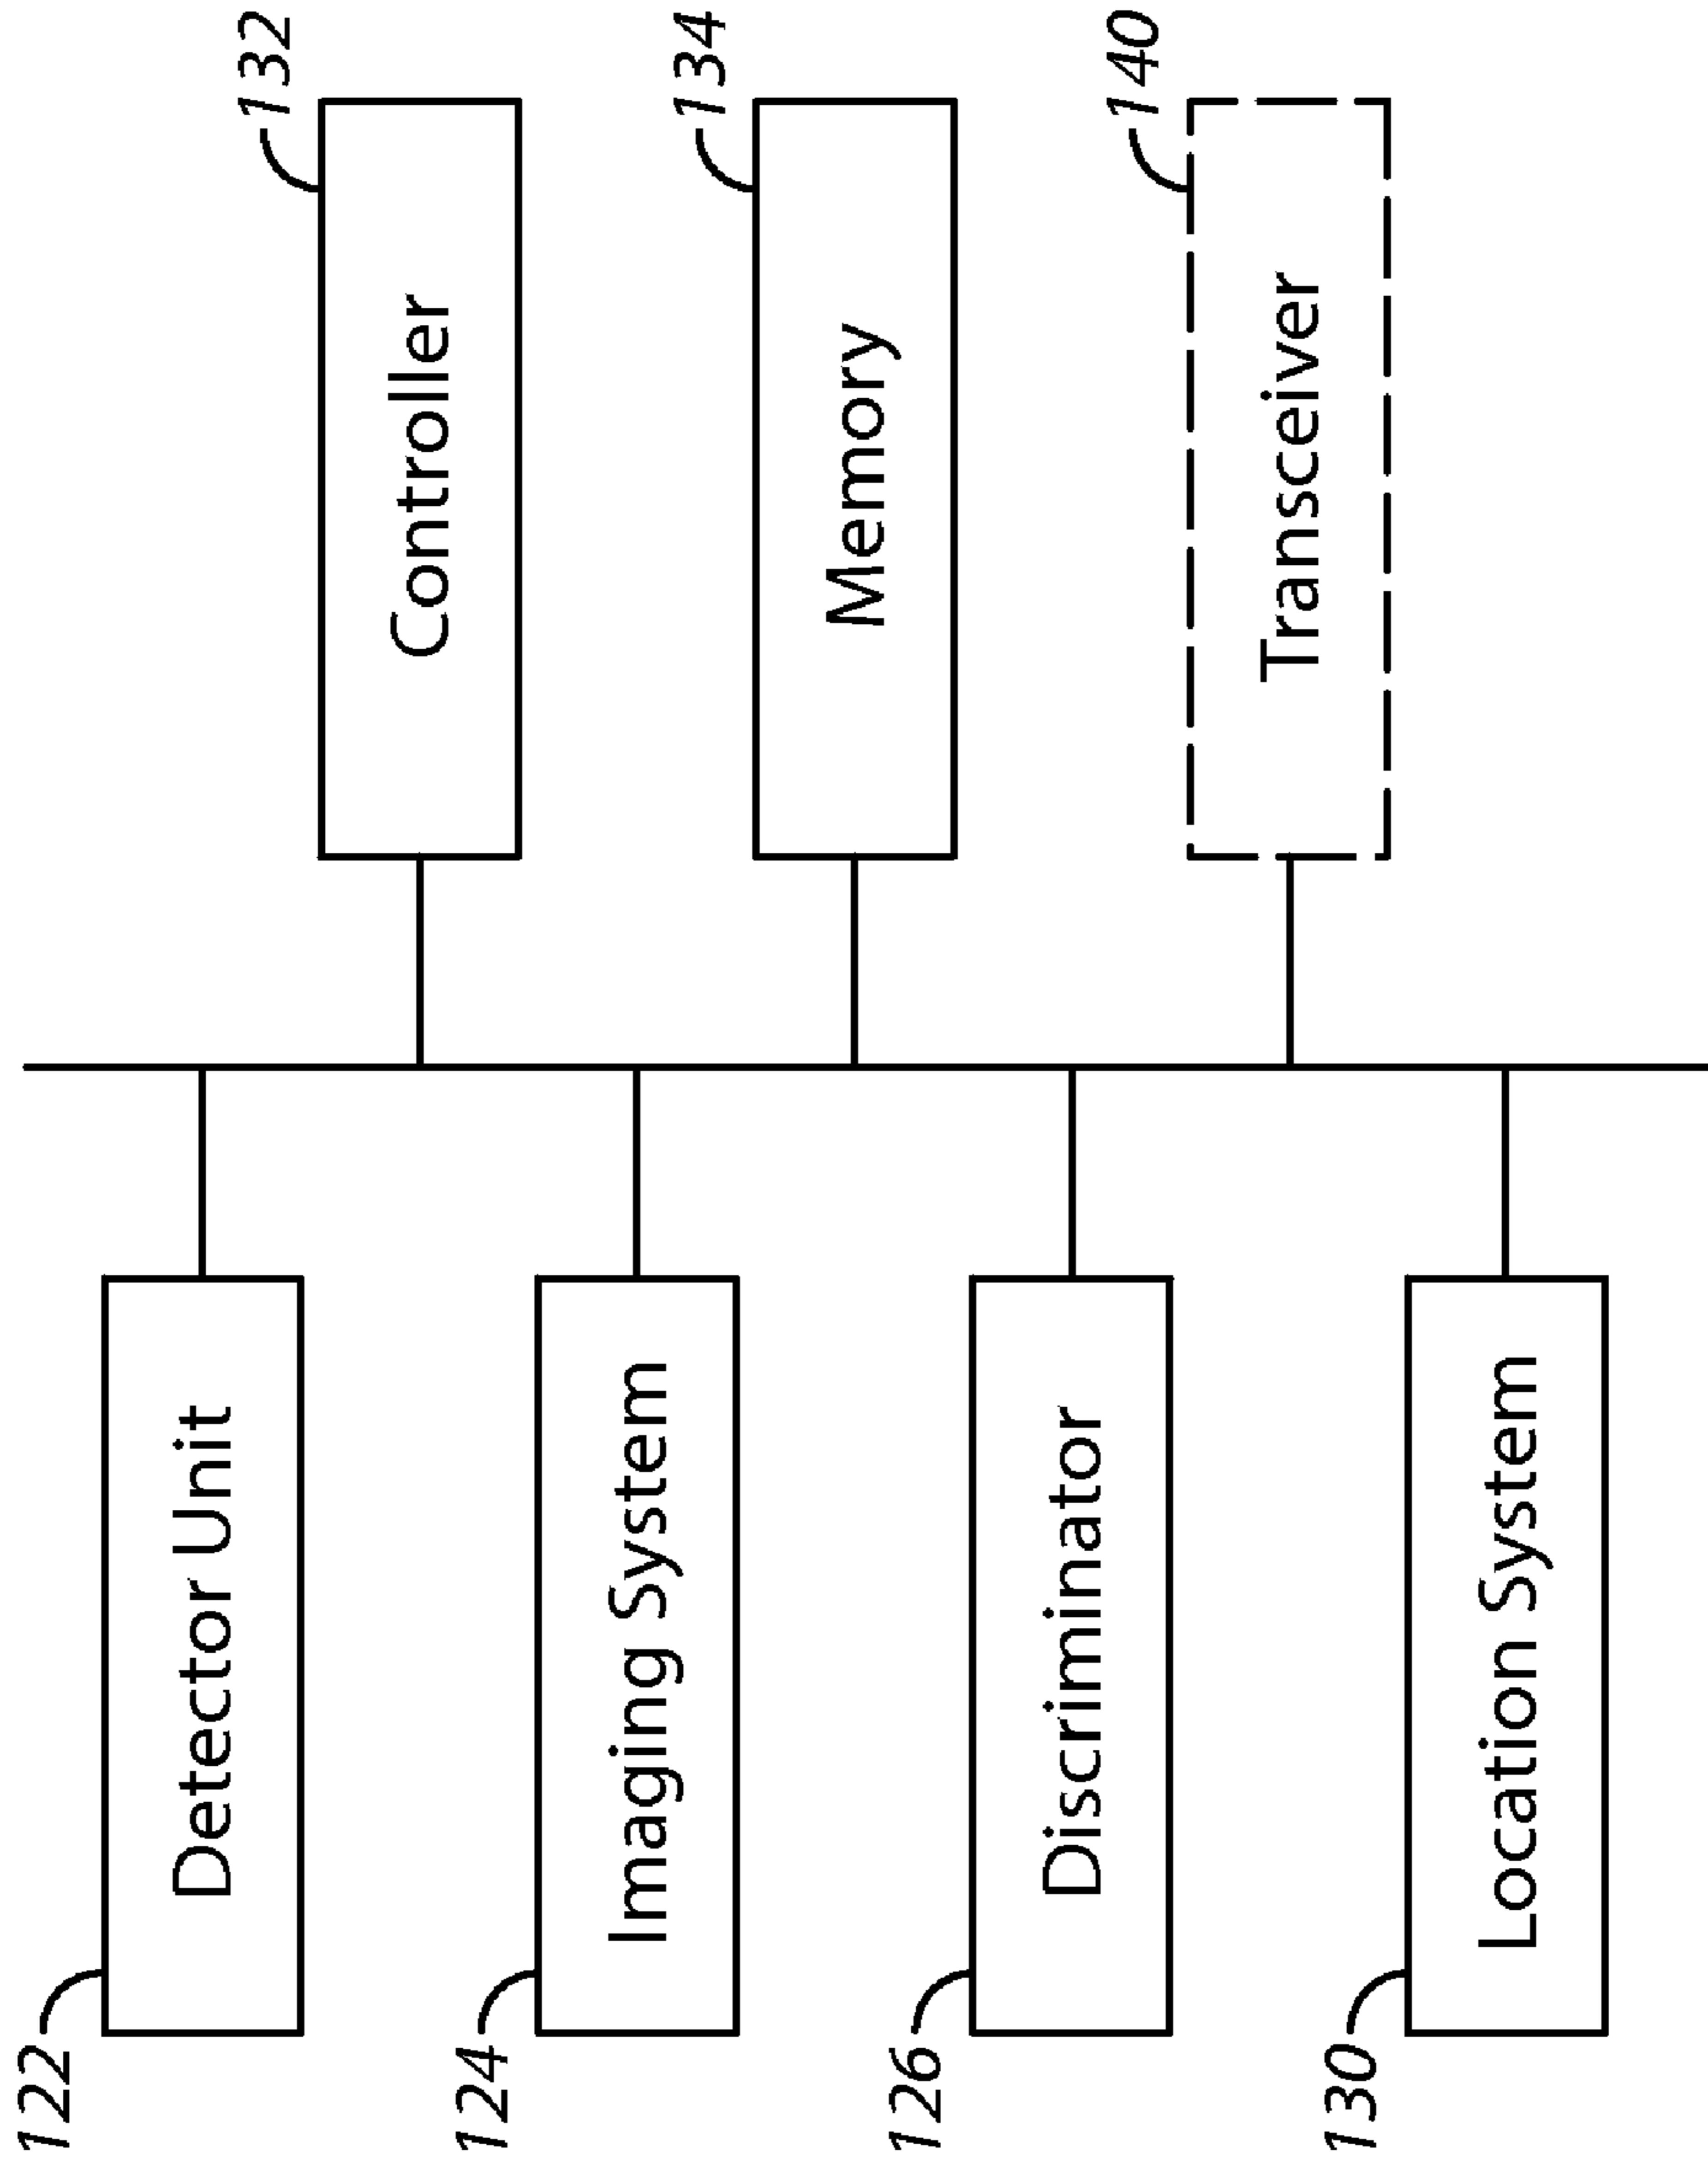 122
Detector Unit
132
Controller
124
Imaging System
134
Memory
126
Discriminator
140
Transceiver
130
Location System